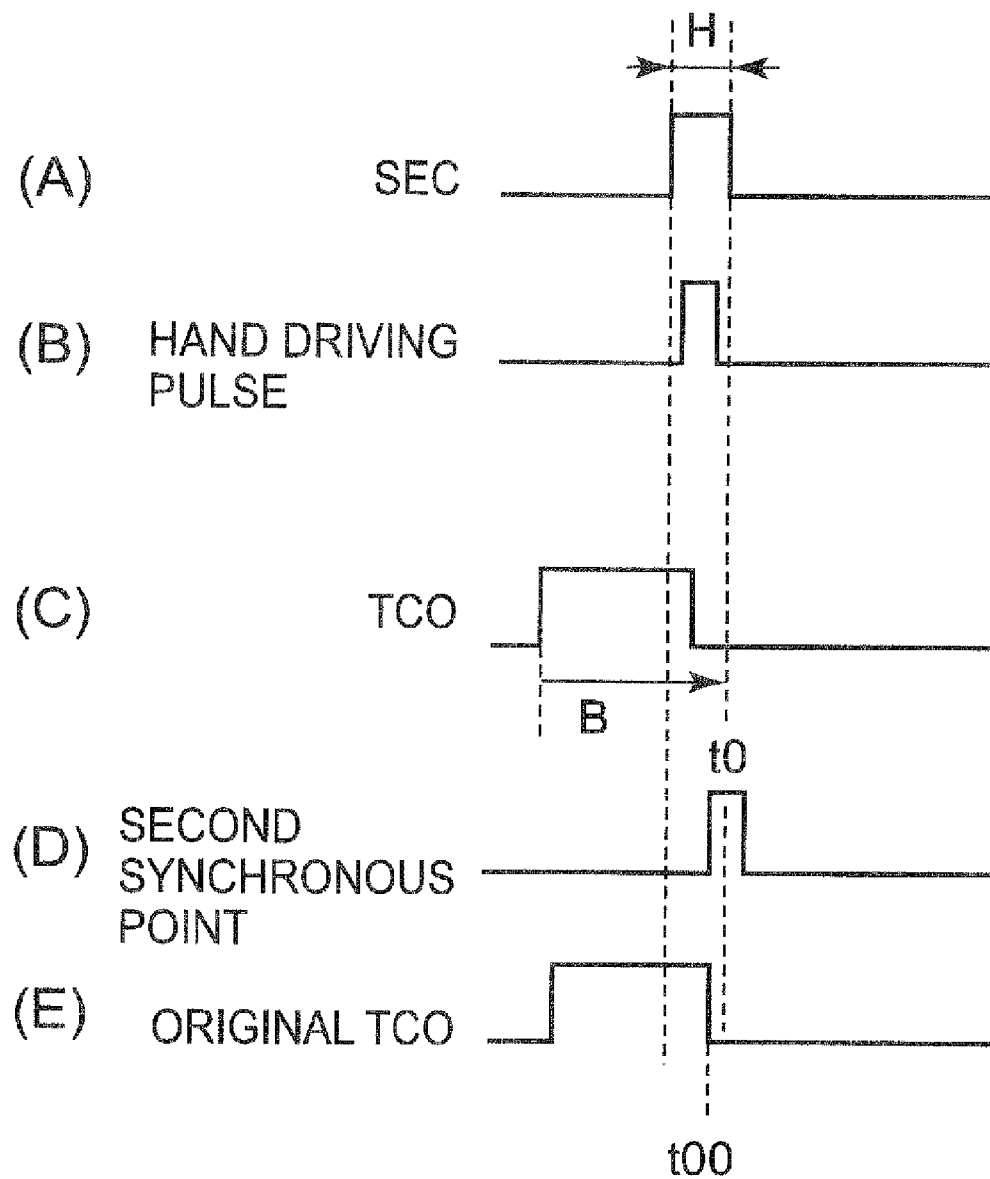 H
(A) SEC
(B) HAND DRIVING
PULSE
(C) TCO
B
t0
(D) SECOND
SYNCHRONOUS
POINT
(E) ORIGINAL TCO
t00